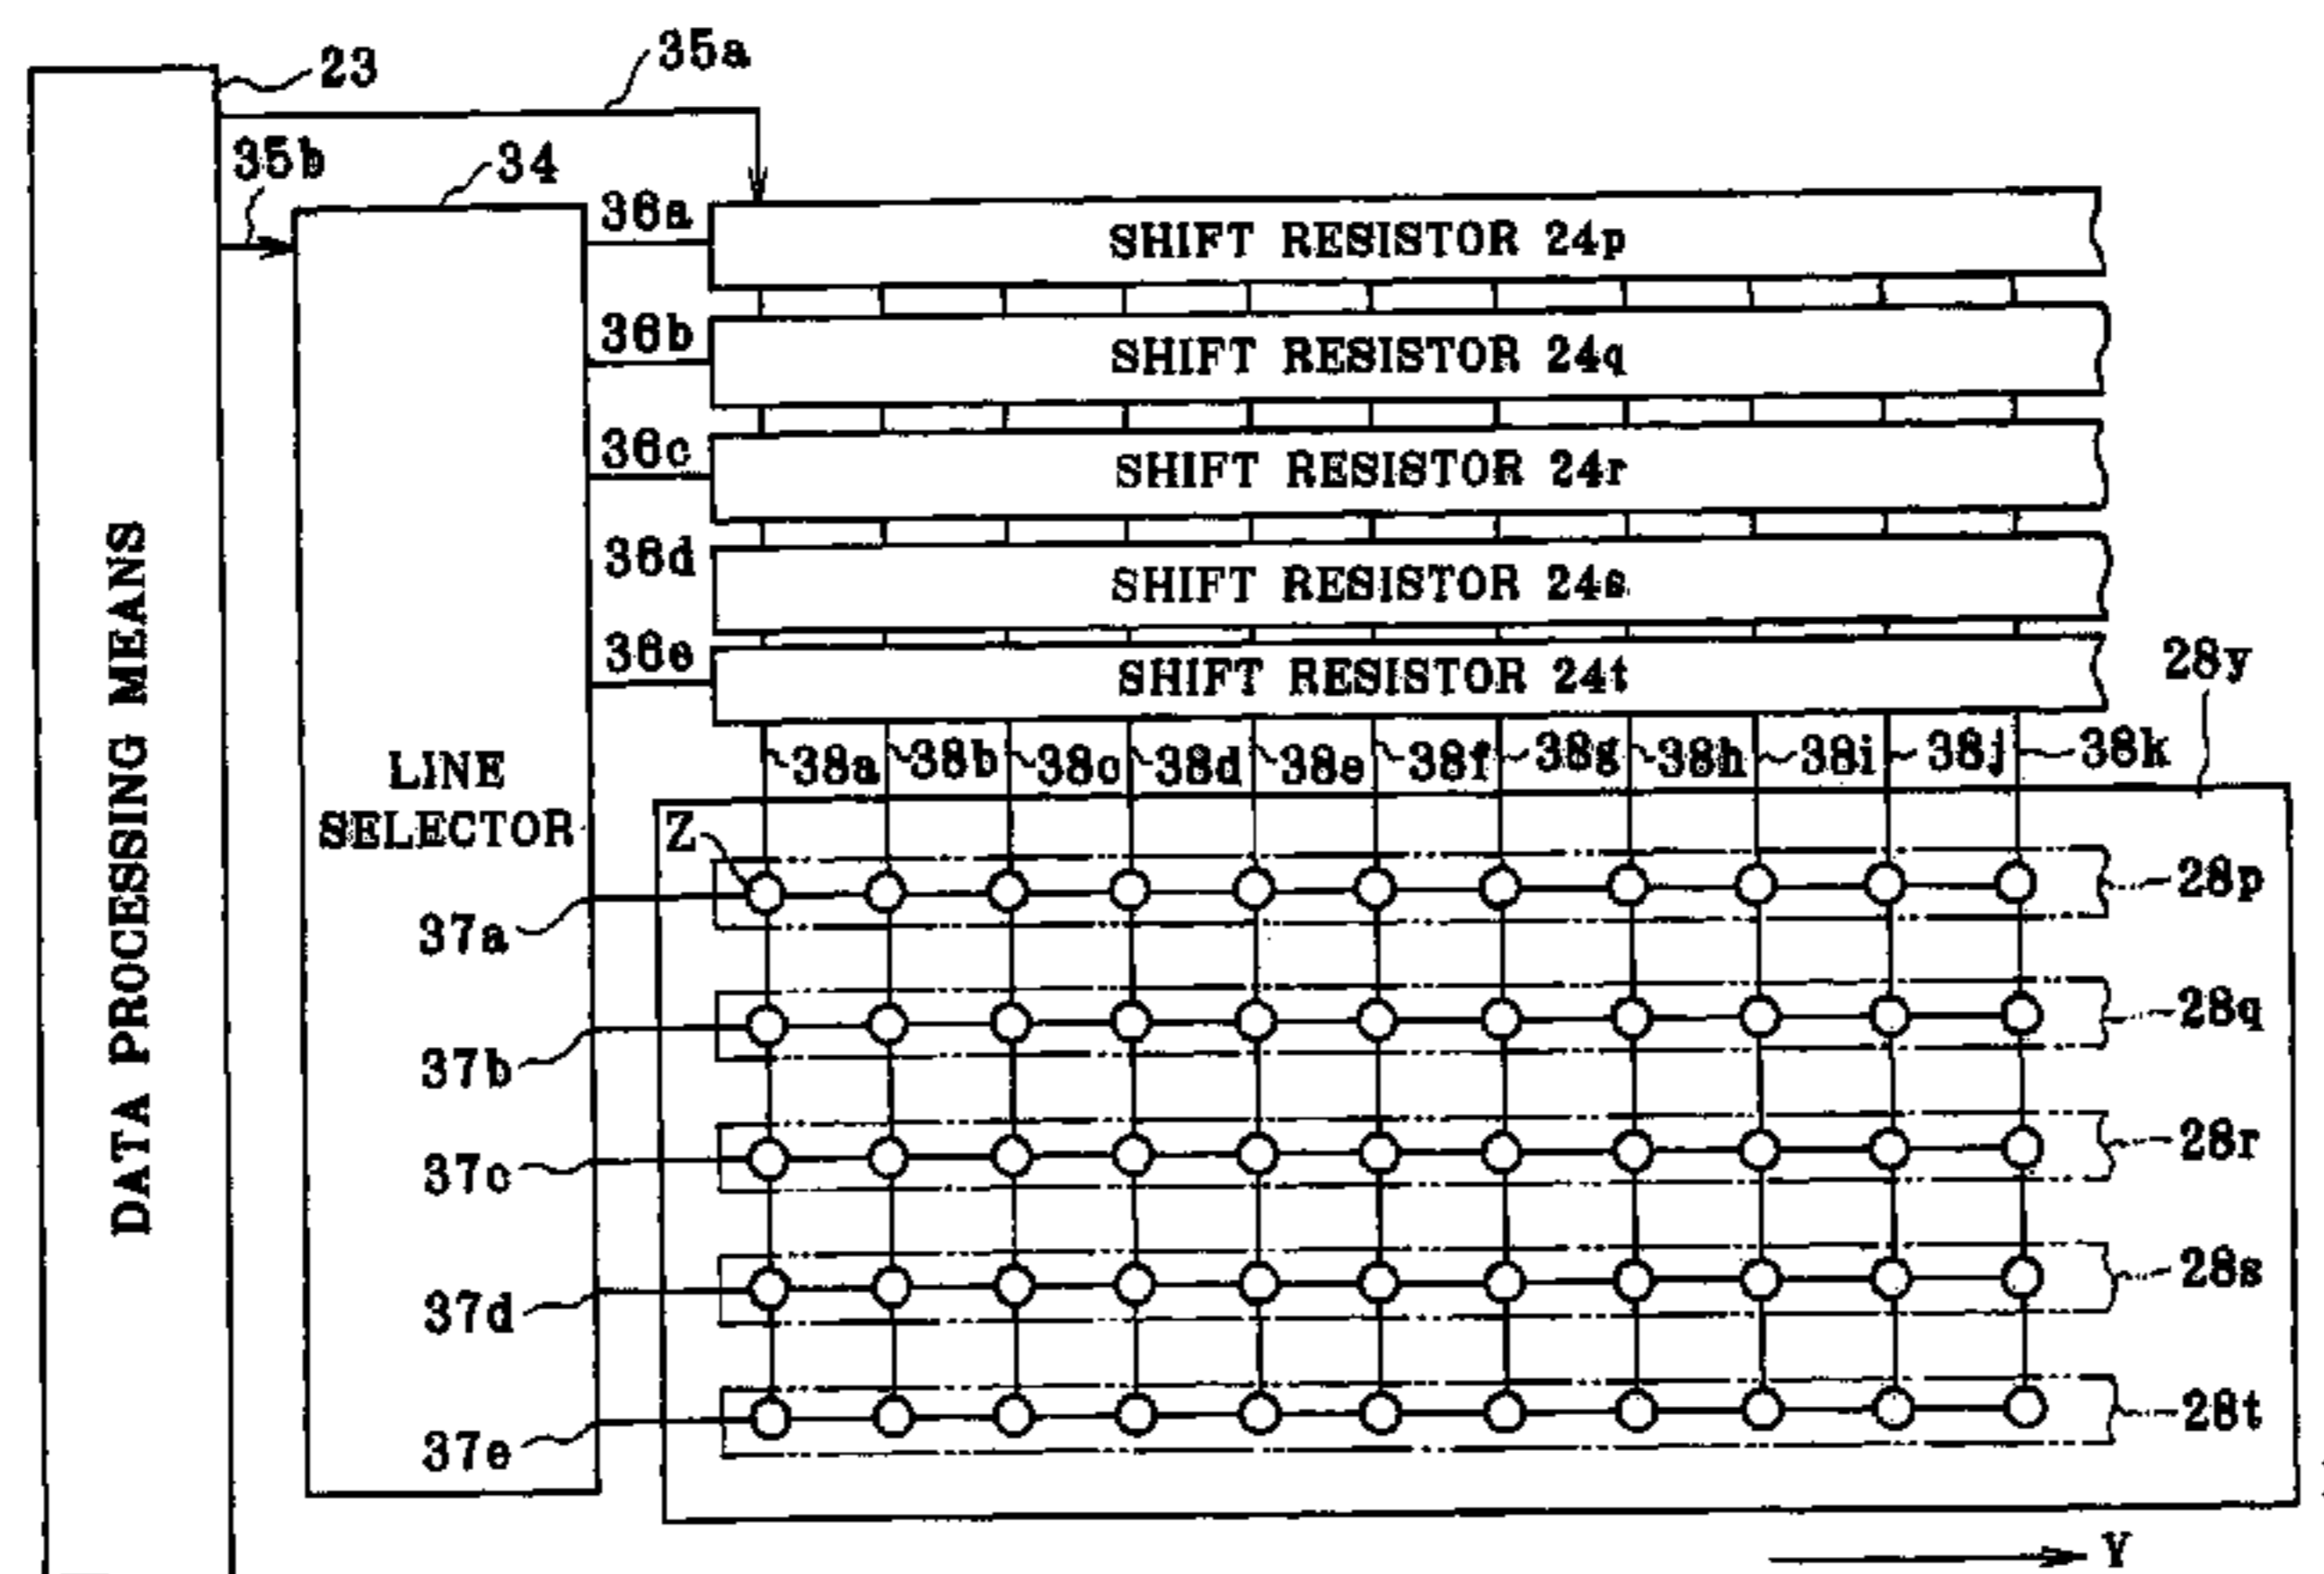 23
35a
35b
34
36a
SHIFT RESISTOR 24p
36b
SHIFT RESISTOR 24q
36c
SHIFT RESISTOR 24r
36d
SHIFT RESISTOR 24s
36e
SHIFT RESISTOR 24t
28y
DATA PROCESSING MEANS
LINE
SELECTOR
38a 38b 38c 38d 38e 38f 38g 38h 38i 38j 38k
Z
28p
37a
28q
37b
28r
37c
28s
37d
28t
37e
Y